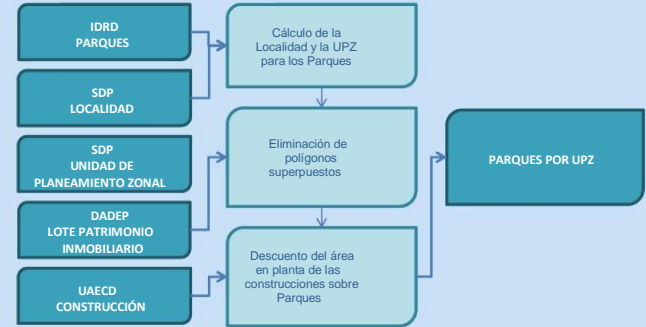 IDRD
PARQUES
SDP
LOCALIDAD
SDP
UNIDAD DE
PLANEAMIENTO ZONAL
DADEP
LOTE PATRIMONIO
INMOBILIARIO
UAECD
CONSTRUCCIÓN
Cálculo de la
Localidad y la UPZ
para los Parques
Eliminación de
polígonos
superpuestos
Descuento del área
en planta de las
construcciones sobre
Parques
PARQUES POR UPZ